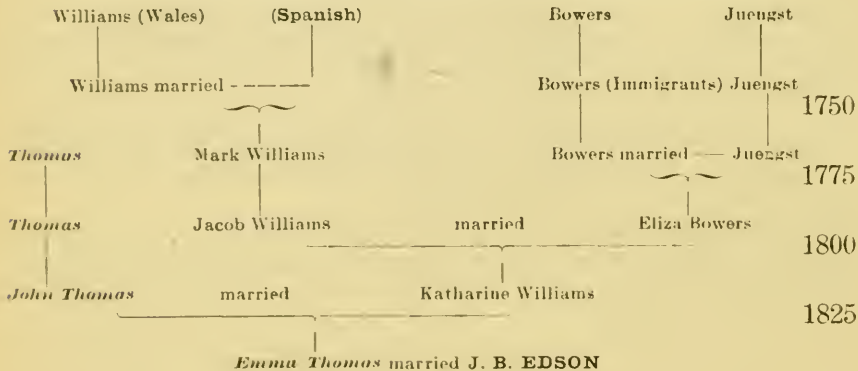 Williams (Wales) (Spanish) Bowers Juengst
Williams married Bowers (Immigrants) Juengst
1750
Thomas Mark Williams Bowers married — Juengst
1775
Thomas Jacob Williams married Eliza Bowers
1800
John Thomas married Katharine Williams
1825
Emma Thomas married J. B. EDSON